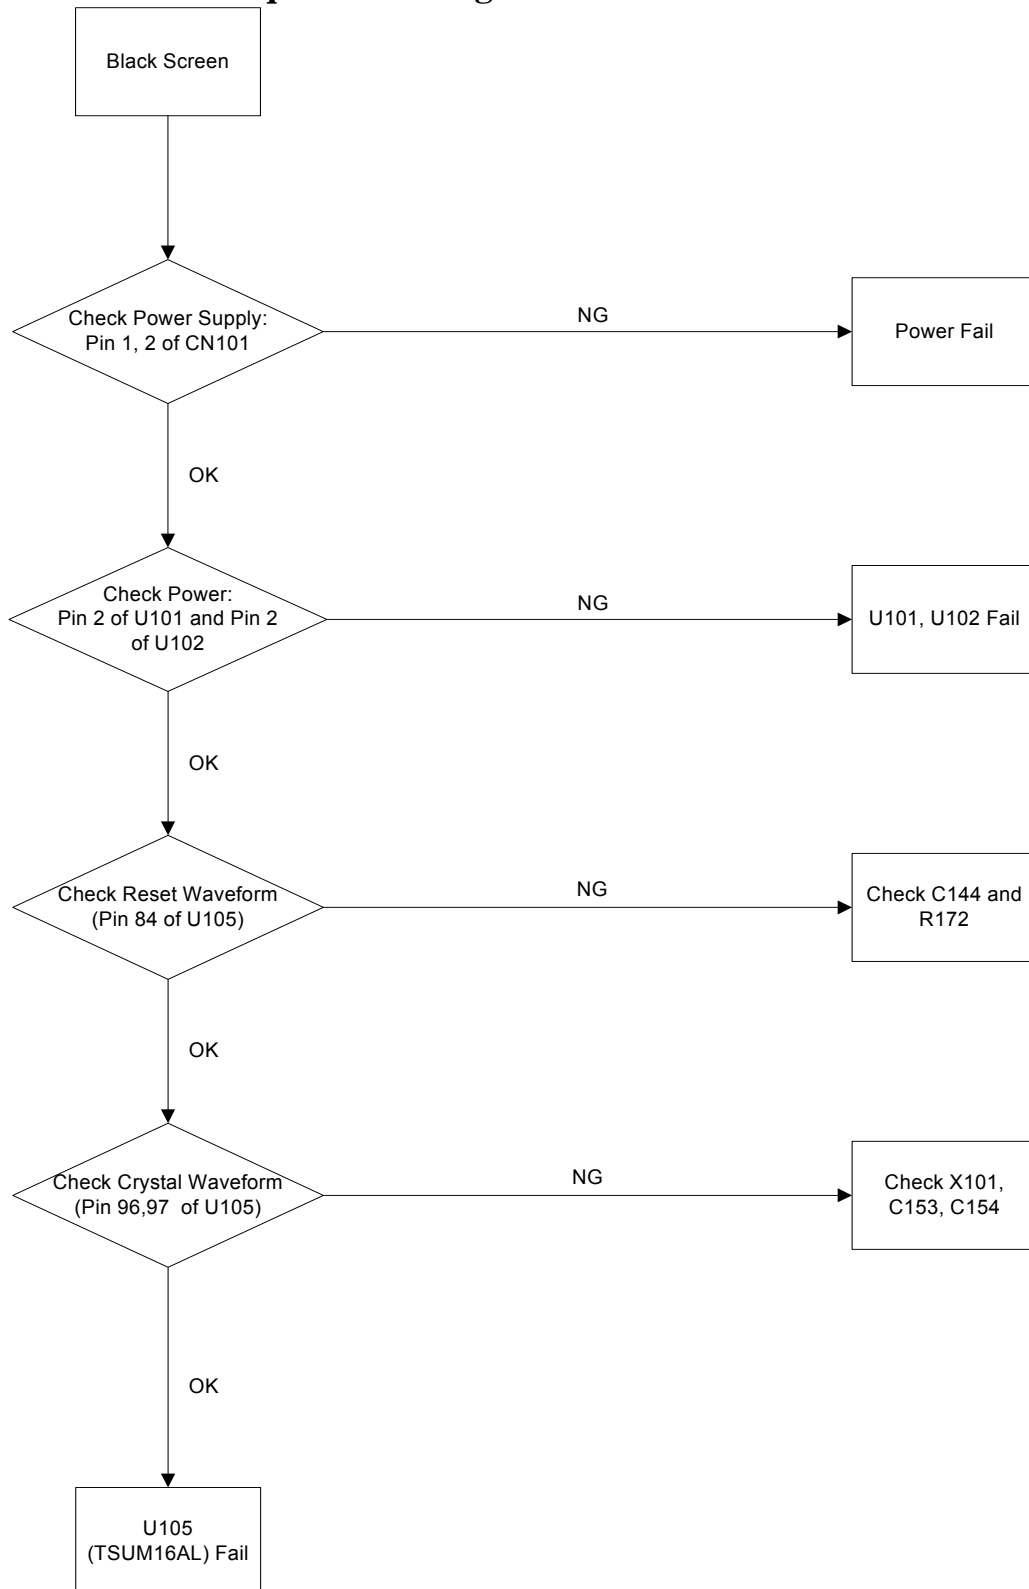 Black Screen
Check Power Supply:
Pin 1, 2 of CN101
NG
Power Fail
OK
Check Power:
Pin 2 of U101 and Pin 2
of U102
NG
U101, U102 Fail
OK
Check Reset Waveform
(Pin 84 of U105)
NG
Check C144 and
R172
OK
Check Crystal Waveform
(Pin 96,97 of U105)
NG
Check X101,
C153, C154
OK
U105
(TSUM16AL) Fail